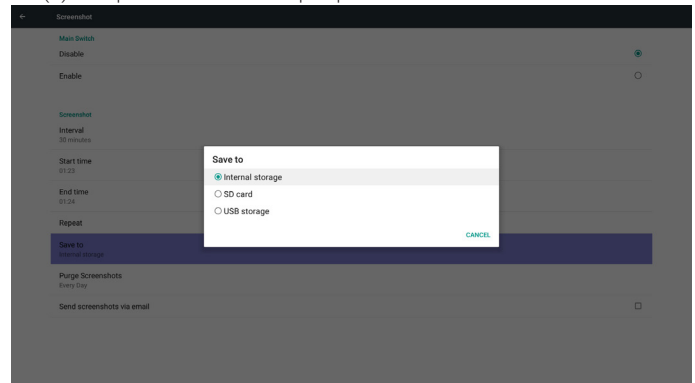 Screenshot
Main Switch
Disable
Enable
Screenshot
Interval
30 minutes
Start time
01:23
End time
01:24
Repeat
Save to
Internal storage
Purge Screenshots
Every Day
Send screenshots via email
Save to
Internal storage
SD card
USB storage
CANCEL